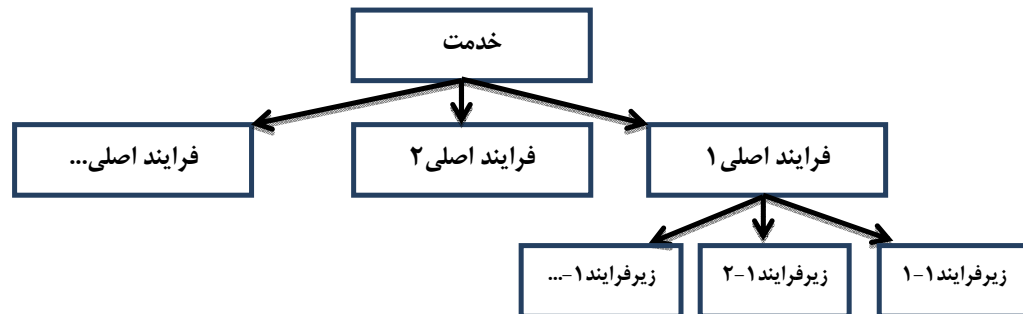 خدمت
فرایند اصلی۱
فرایند اصلی۲
فرایند اصلی...
زیرفرایند۱-۱
زیرفرایند۱-۲
زیرفرایند۱-...